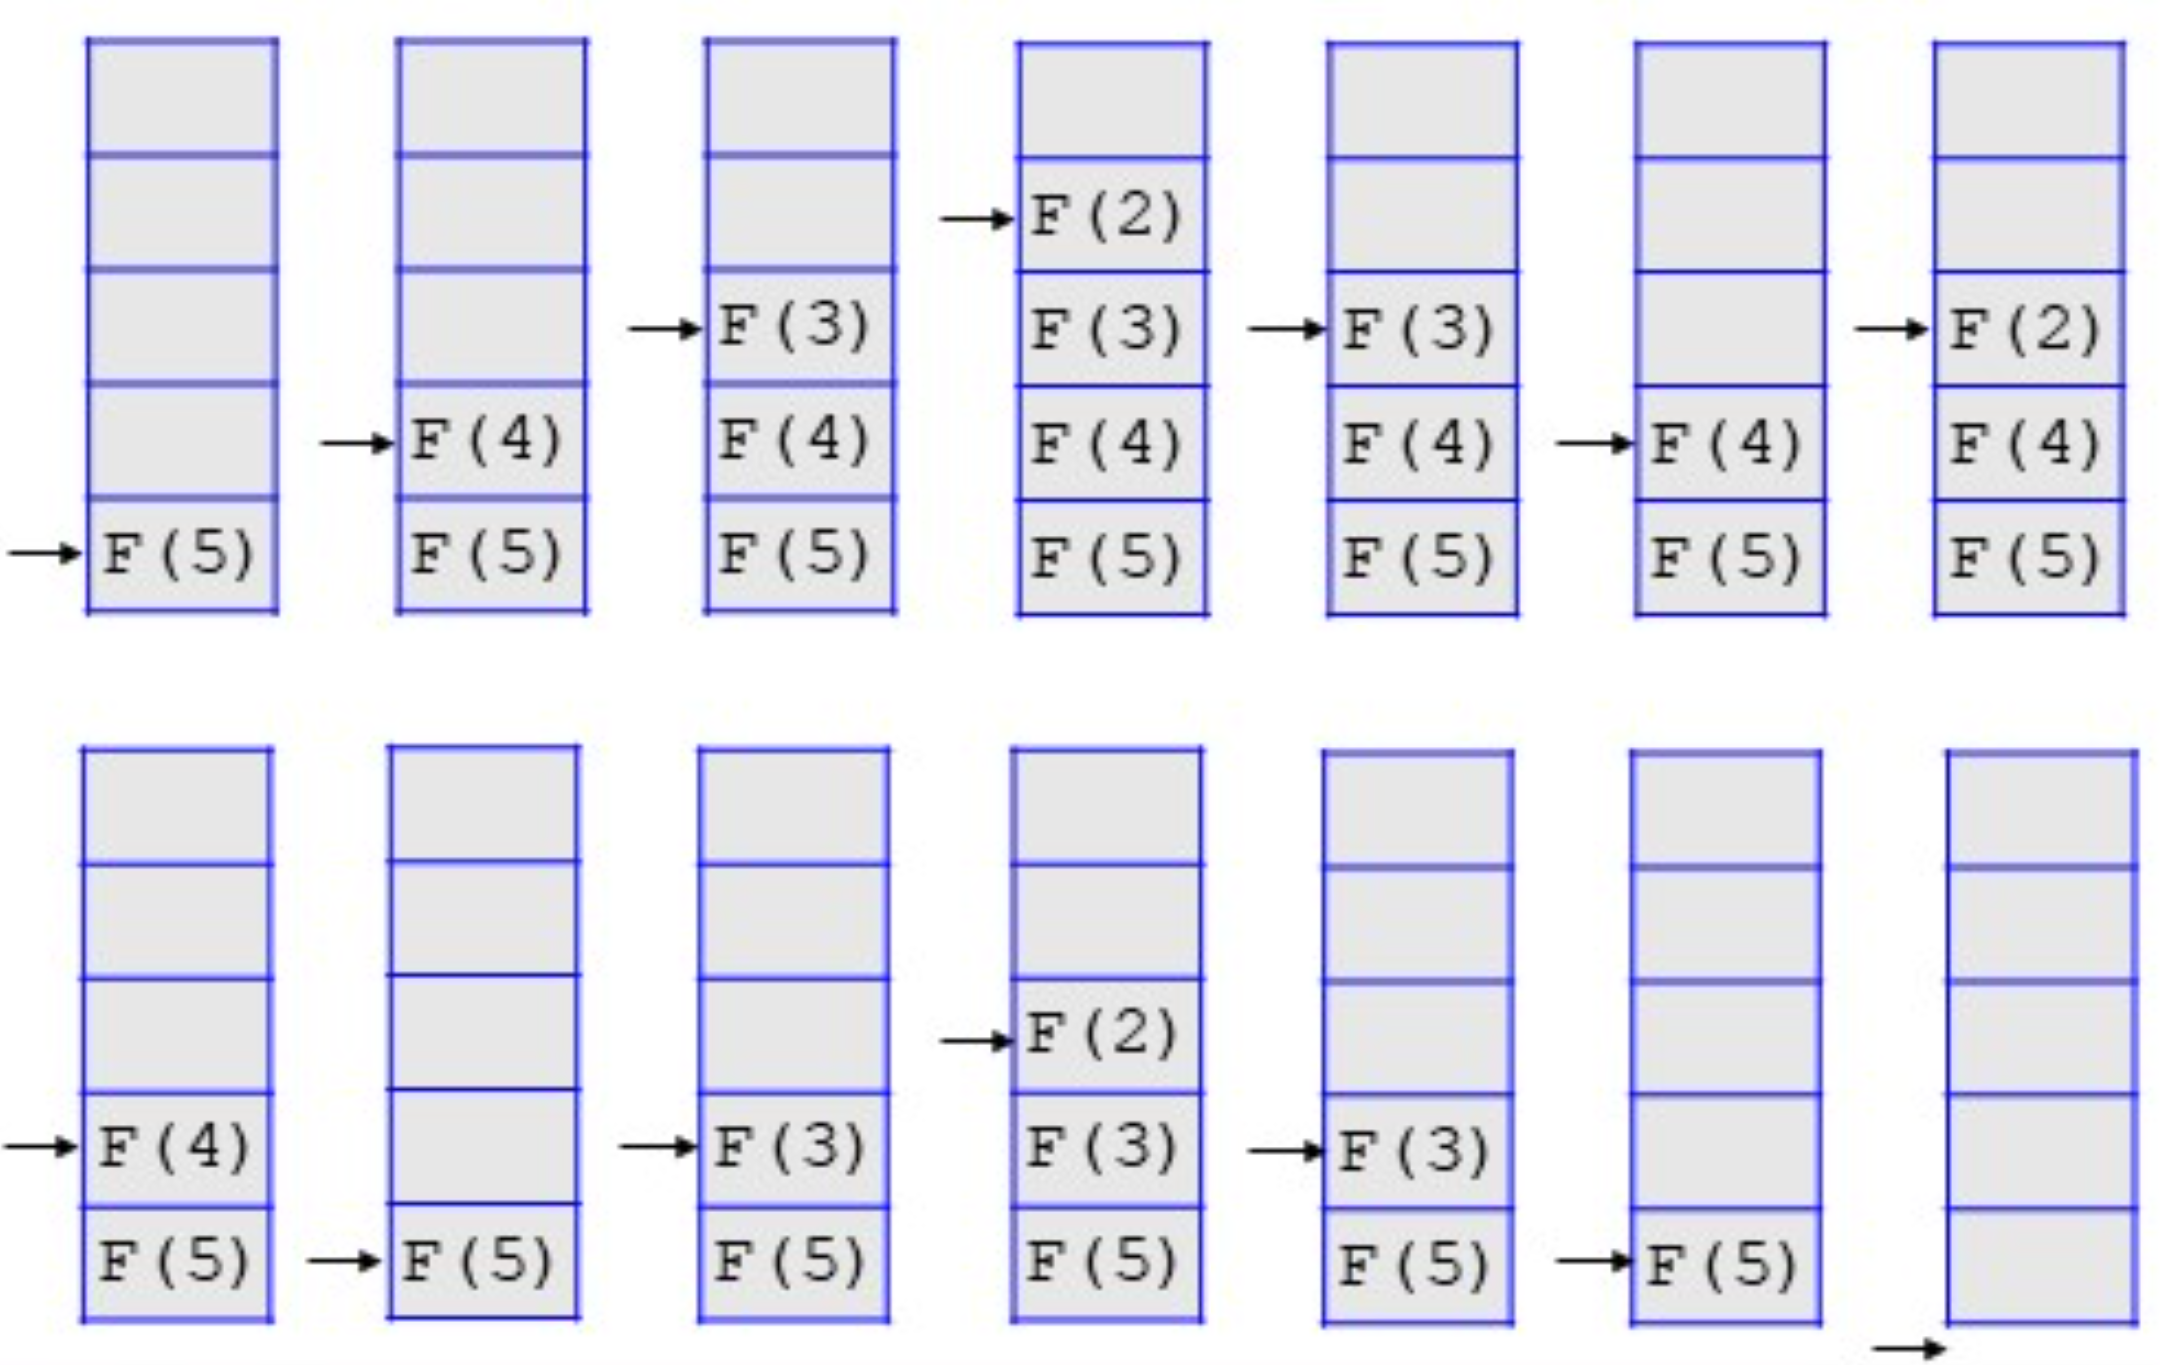 F(2)
F(3) F(3) F(3) F(2)
F(4) F(4) F(4) F(4) F(4) F(4)
F(5) F(5) F(5) F(5) F(5) F(5) F(5)
F(2)
F(4) F(3) F(3) F(3)
F(5) F(5) F(5) F(5) F(5) F(5)